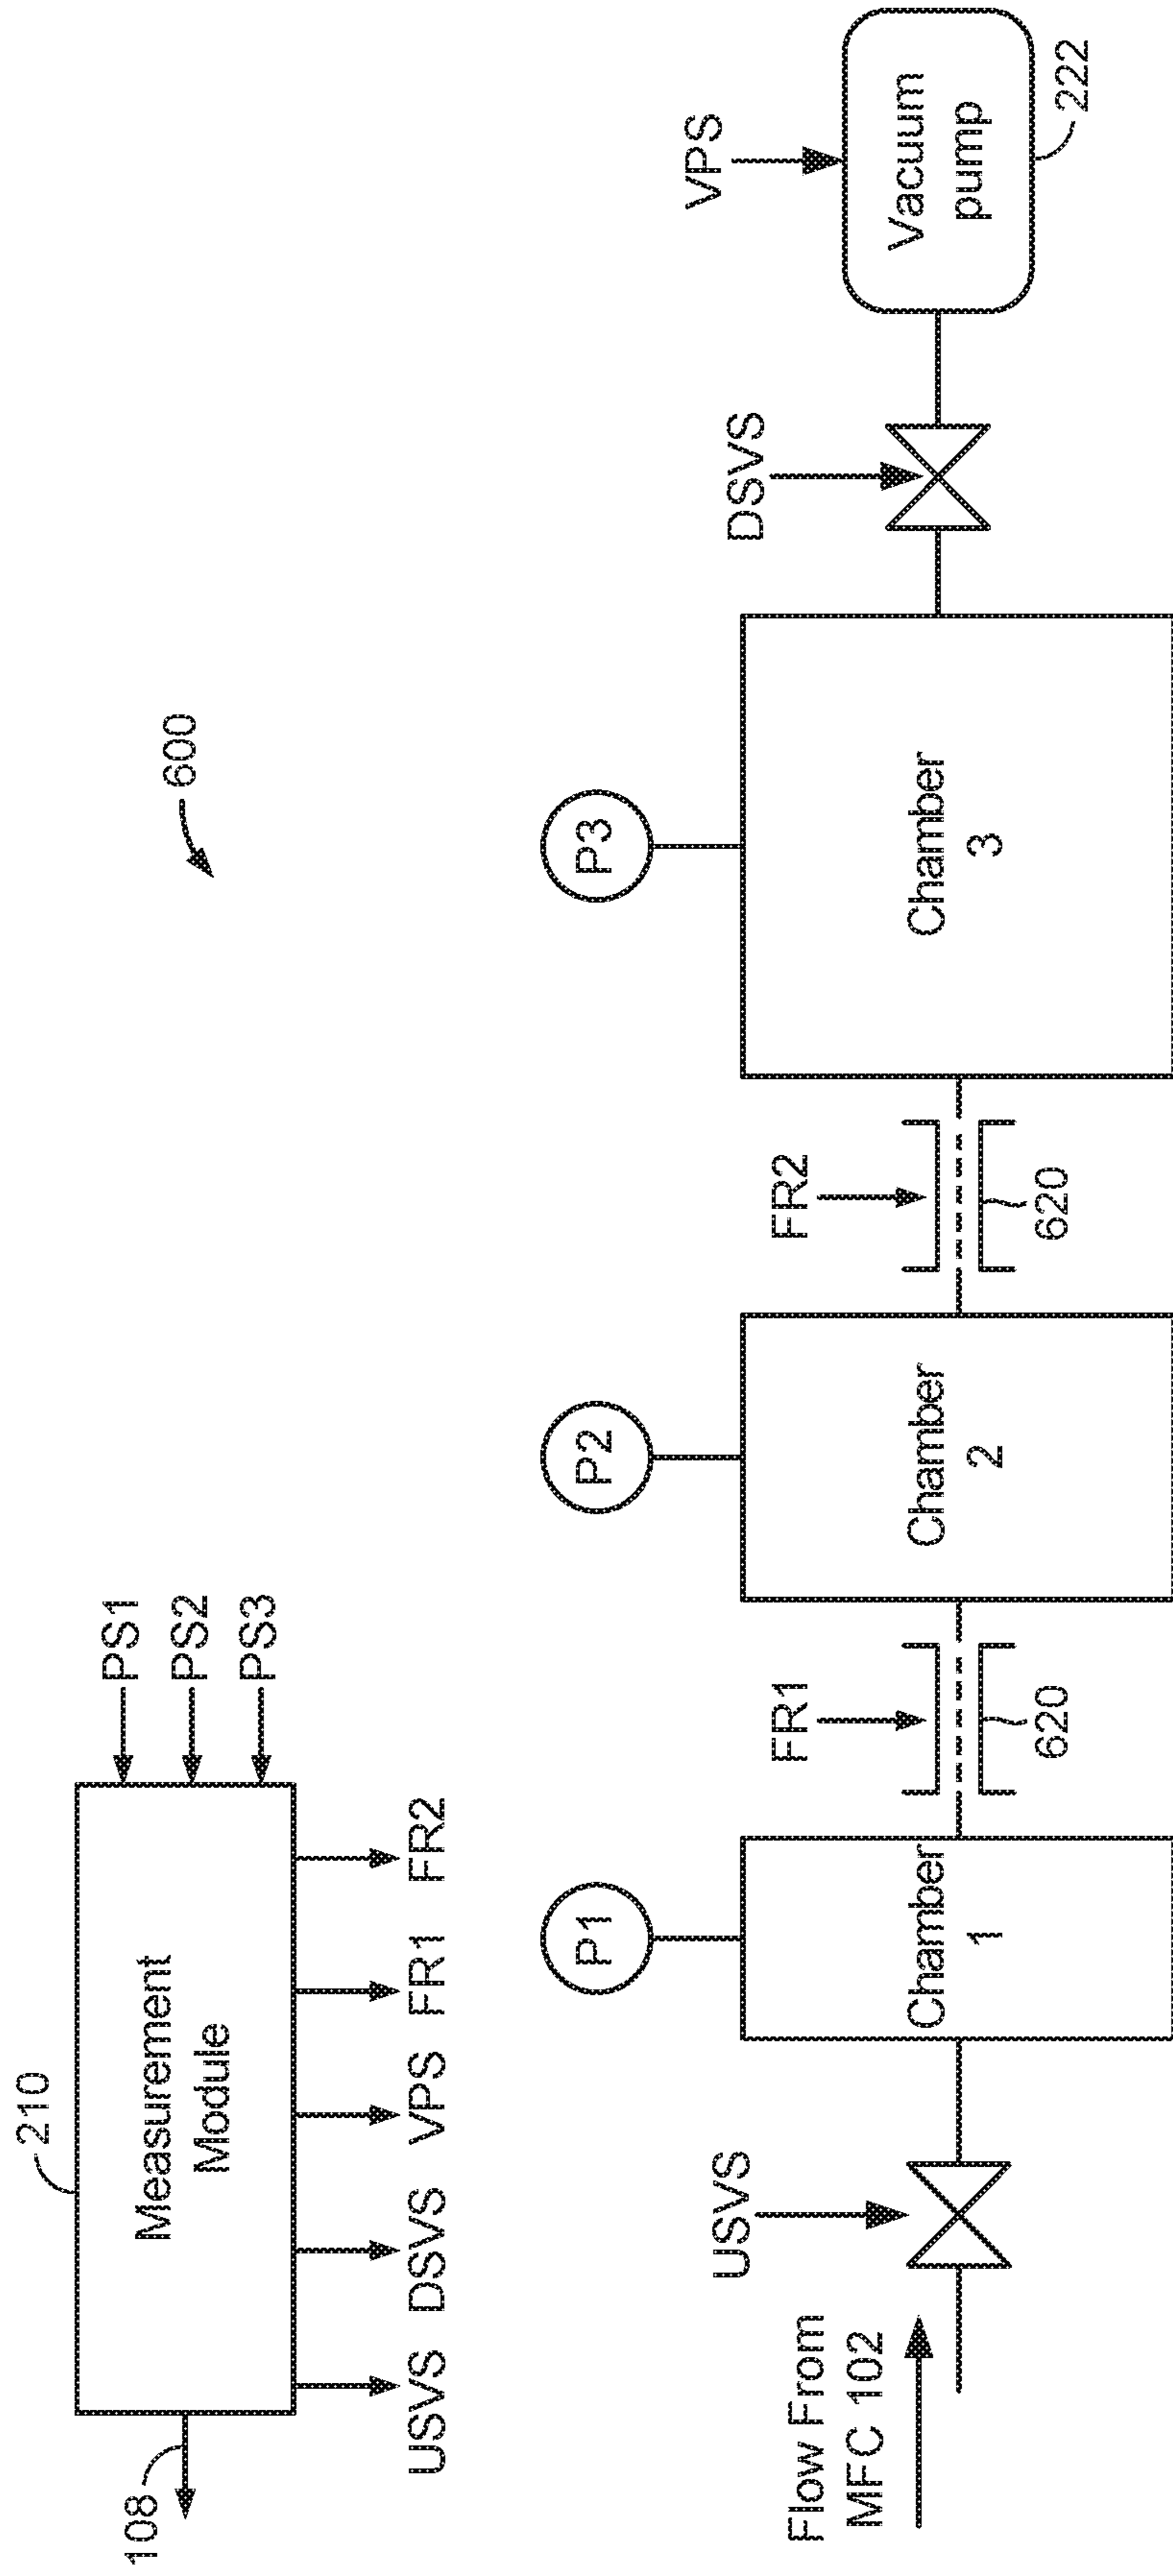 600
210
Measurement
Module
108
PS1
PS2
PS3
USVS
DSVS
VPS
FR1
FR2
P1
P2
P3
VPS
DSVS
USVS
FR1
FR2
Flow From
MFC 102
Chamber
1
Chamber
2
Chamber
3
Vacuum
pump
620
620
222